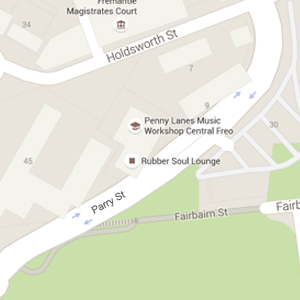 Fremantle
Magistrates Court
34
Holdsworth St
7
9
Penny Lanes Music
Workshop Central Freo
30
45
Rubber Soul Lounge
Parry St
Fairbairn St
Fairb